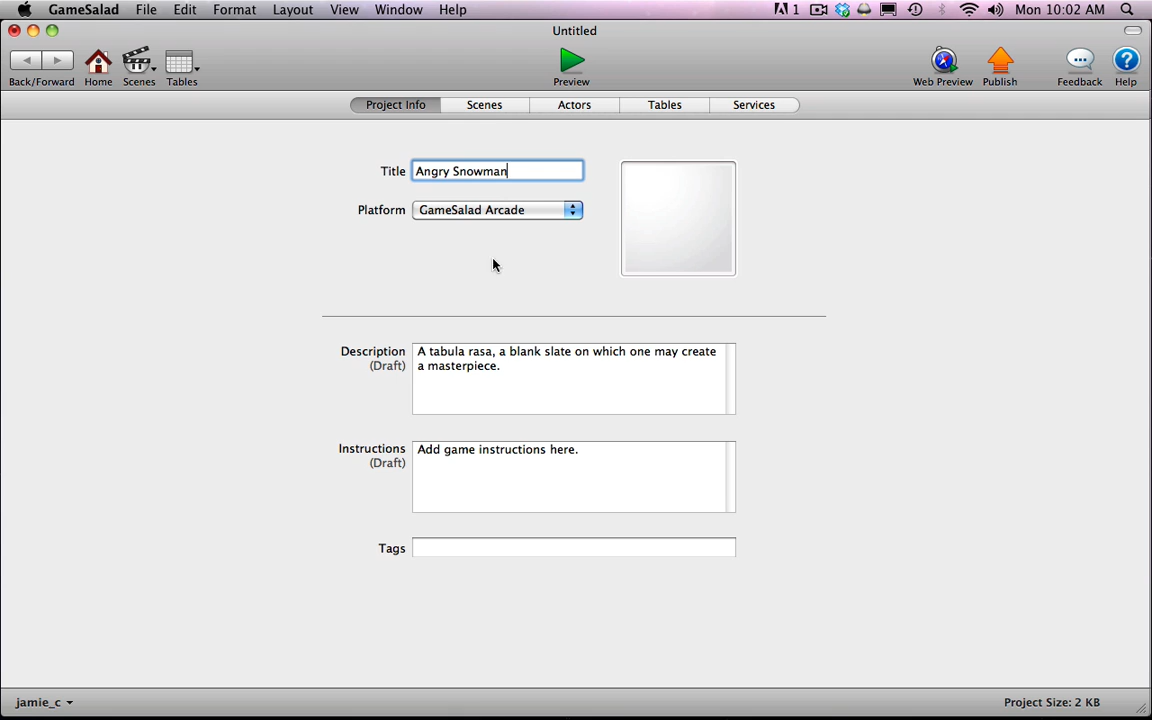 GameSalad File Edit Format Layout View Window Help 1 Mon 10:02 AM
Untitled
Back/Forward Home Scenes Tables Preview Web Preview Publish Feedback Help
Project Info Scenes Actors Tables Services
Title Angry Snowman
Platform GameSalad Arcade
Description A tabula rasa, a blank slate on which one may create
(Draft) a masterpiece.
Instructions Add game instructions here.
(Draft)
Tags
jamie_c Project Size: 2 KB